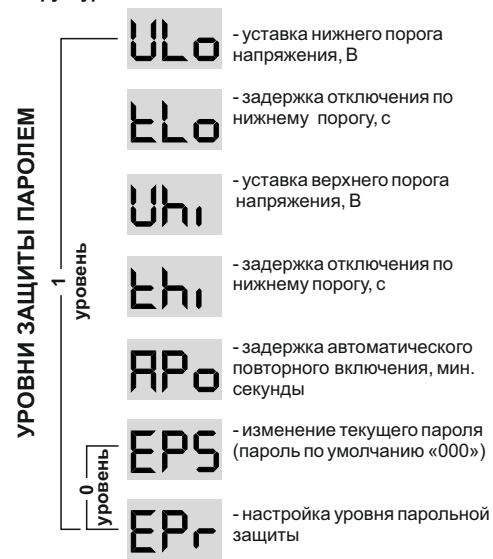 ULo
- уставка нижнего порога
напряжения, В
tLo
- задержка отключения по
нижнему порогу, с
Uhi
- уставка верхнего порога
напряжения, В
thi
- задержка отключения по
нижнему порогу, с
APo
- задержка автоматического
повторного включения, мин.
секунды
EPS
- изменение текущего пароля
(пароль по умолчанию «000»)
EPr
- настройка уровня парольной
защиты
УРОВНИ ЗАЩИТЫ ПАРОЛЕМ
1
уровень
0
уровень